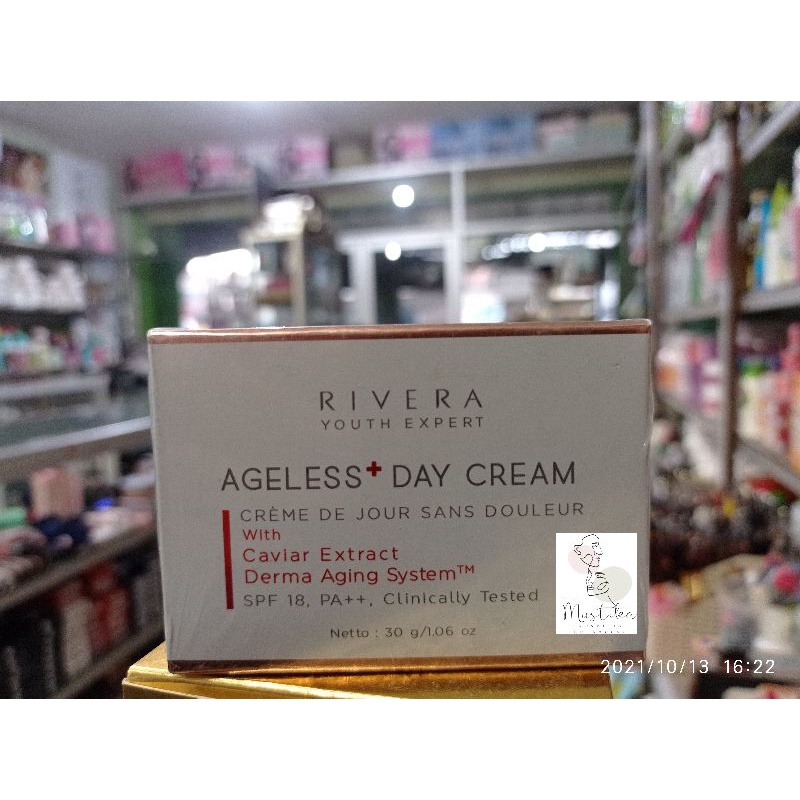 RIVERA
YOUTH EXPERT
AGELESS+ DAY CREAM
CRÈME DE JOUR SANS DOULEUR
With
Caviar Extract
Derma Aging System™
SPF 18, PA++, Clinically Tested
Netto : 30 g/1.06 oz
2021/10/13 16:22